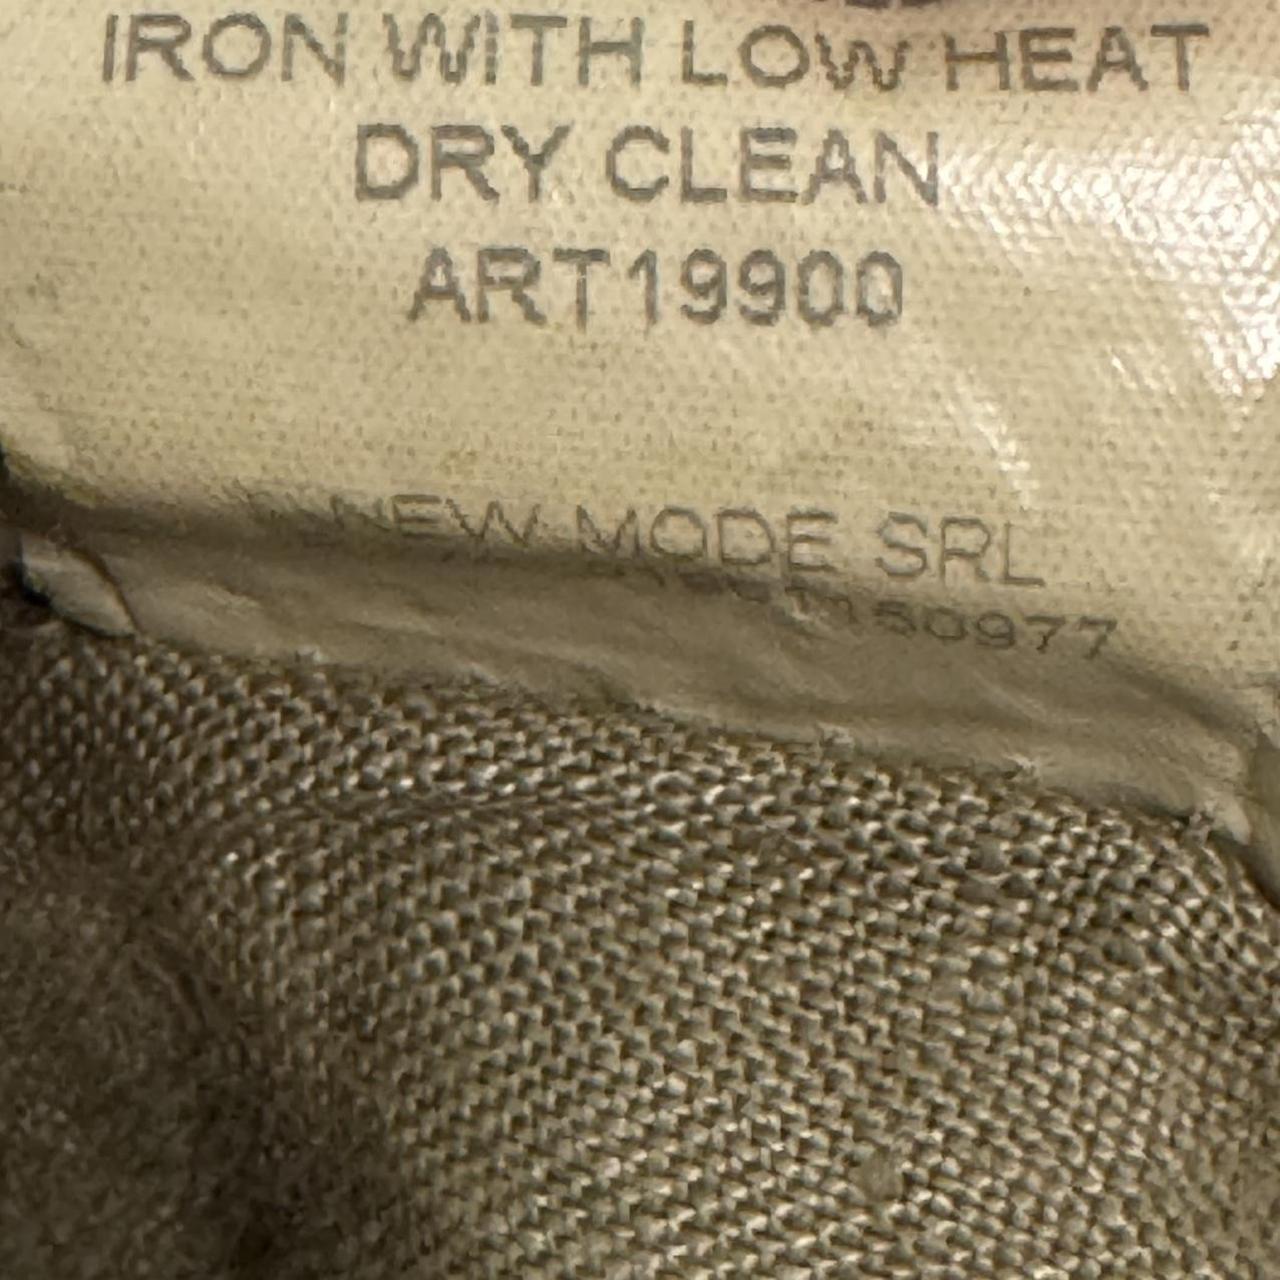 IRON WITH LOW HEAT
DRY CLEAN
ART19900
NEW MODE SRL